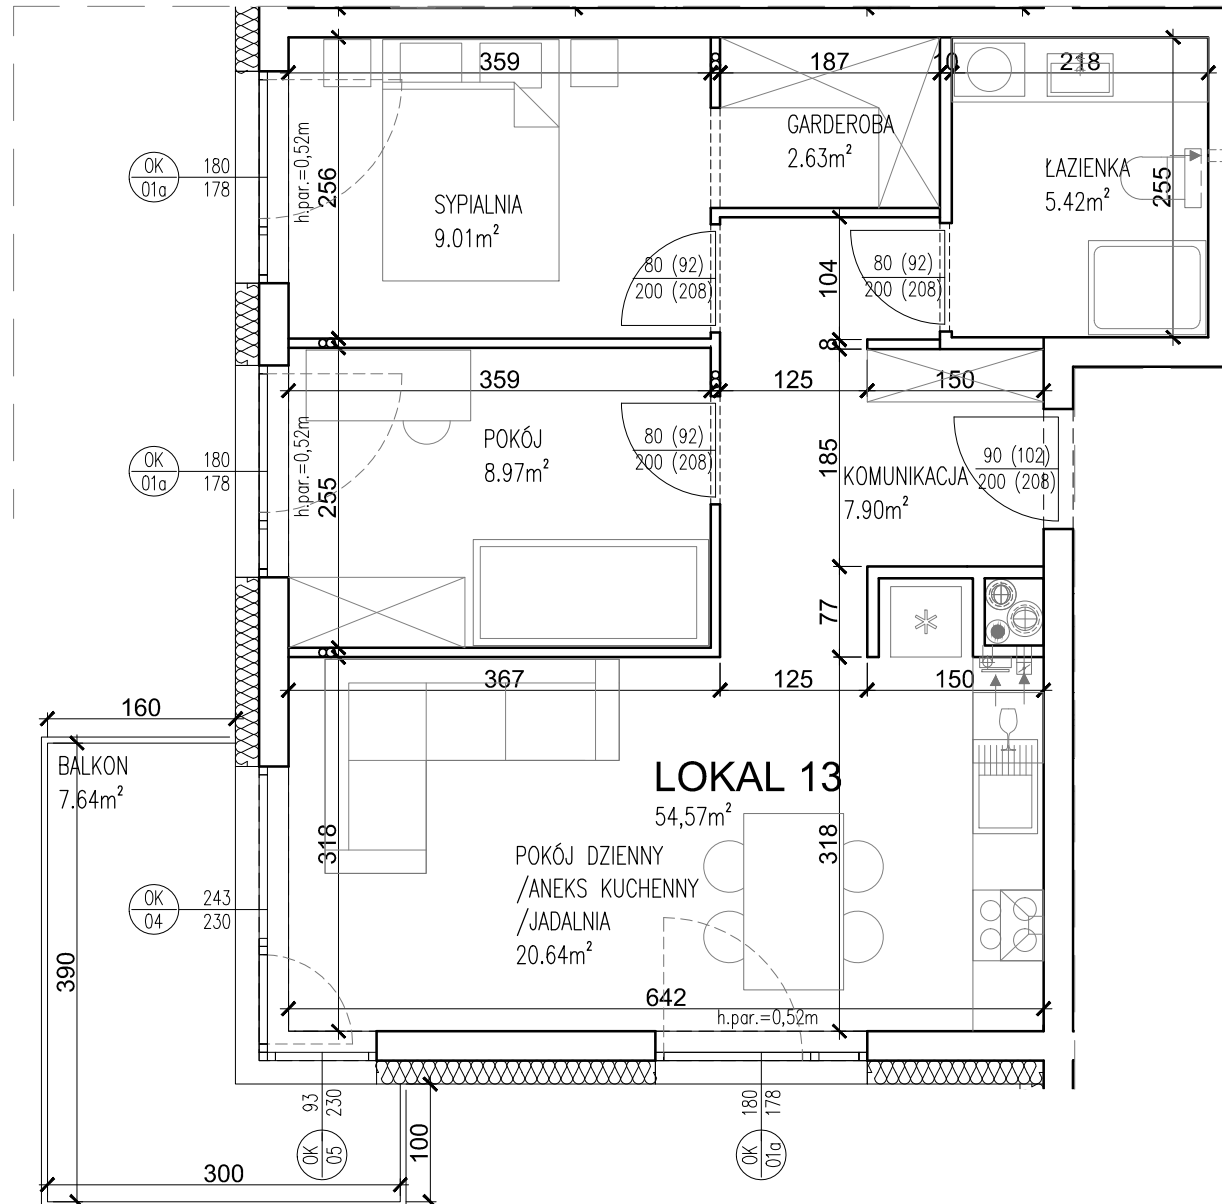 359
8
187
10
218
GARDEROBA
2.63m²
ŁAZIENKA
5.42m²
255
OK 180
01a 178
h.par.=0,52m
256
SYPIALNIA
9.01m²
80 (92)
200 (208)
104
80 (92)
200 (208)
8
8
359
8
125
150
OK 180
01a 178
h.par.=0,52m
255
POKÓJ
8.97m²
80 (92)
200 (208)
185
KOMUNIKACJA
7.90m²
90 (102)
200 (208)
77
8
367
125
150
160
BALKON
7.64m²
LOKAL 13
54,57m²
318
318
POKÓJ DZIENNY
/ANEKS KUCHENNY
/JADALNIA
20.64m²
OK 243
04 230
390
642
h.par.=0,52m
93
230
OK
05
180
178
OK
01a
100
300